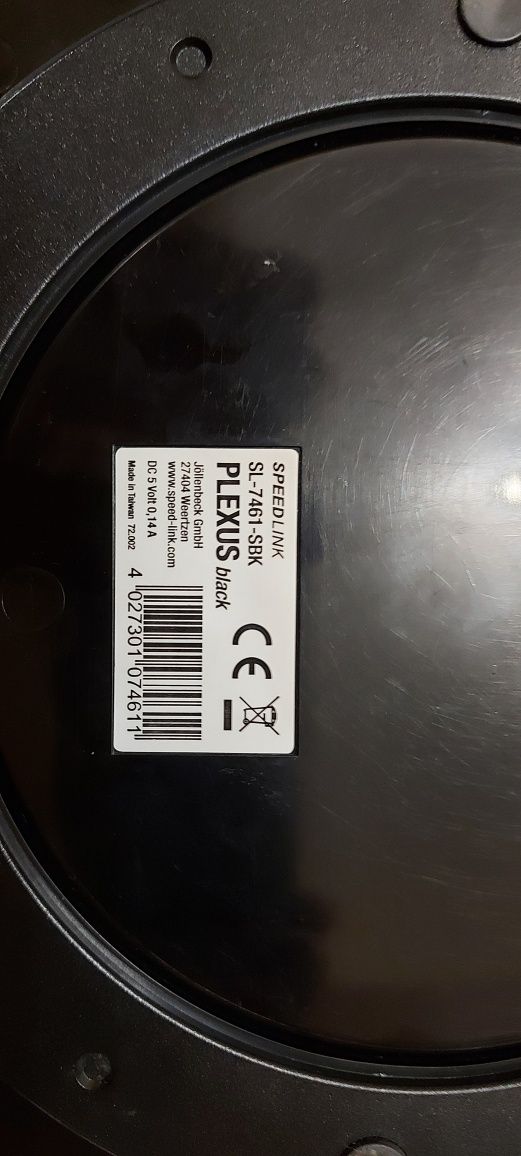 SPEEDLINK
SL-7461-SBK
PLEXUS black
Jöllenbeck GmbH
27404 Weertzen
www.speed-link.com
DC 5 Volt 0,14 A
Made in Taiwan 72.002
CE
4 027301 074611